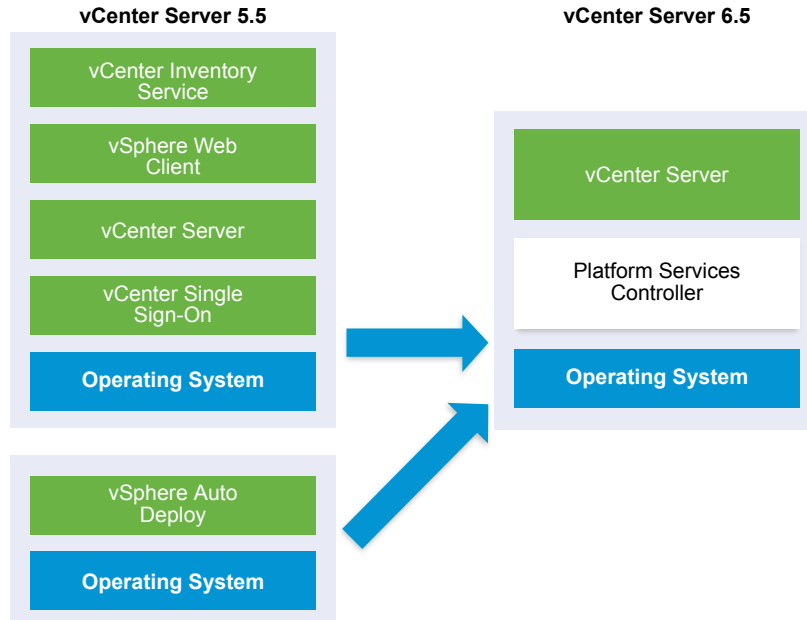 vCenter Server 5.5
vCenter Inventory
Service
vSphere Web
Client
vCenter Server
vCenter Single
Sign-On
Operating System
vSphere Auto
Deploy
Operating System
vCenter Server 6.5
vCenter Server
Platform Services
Controller
Operating System